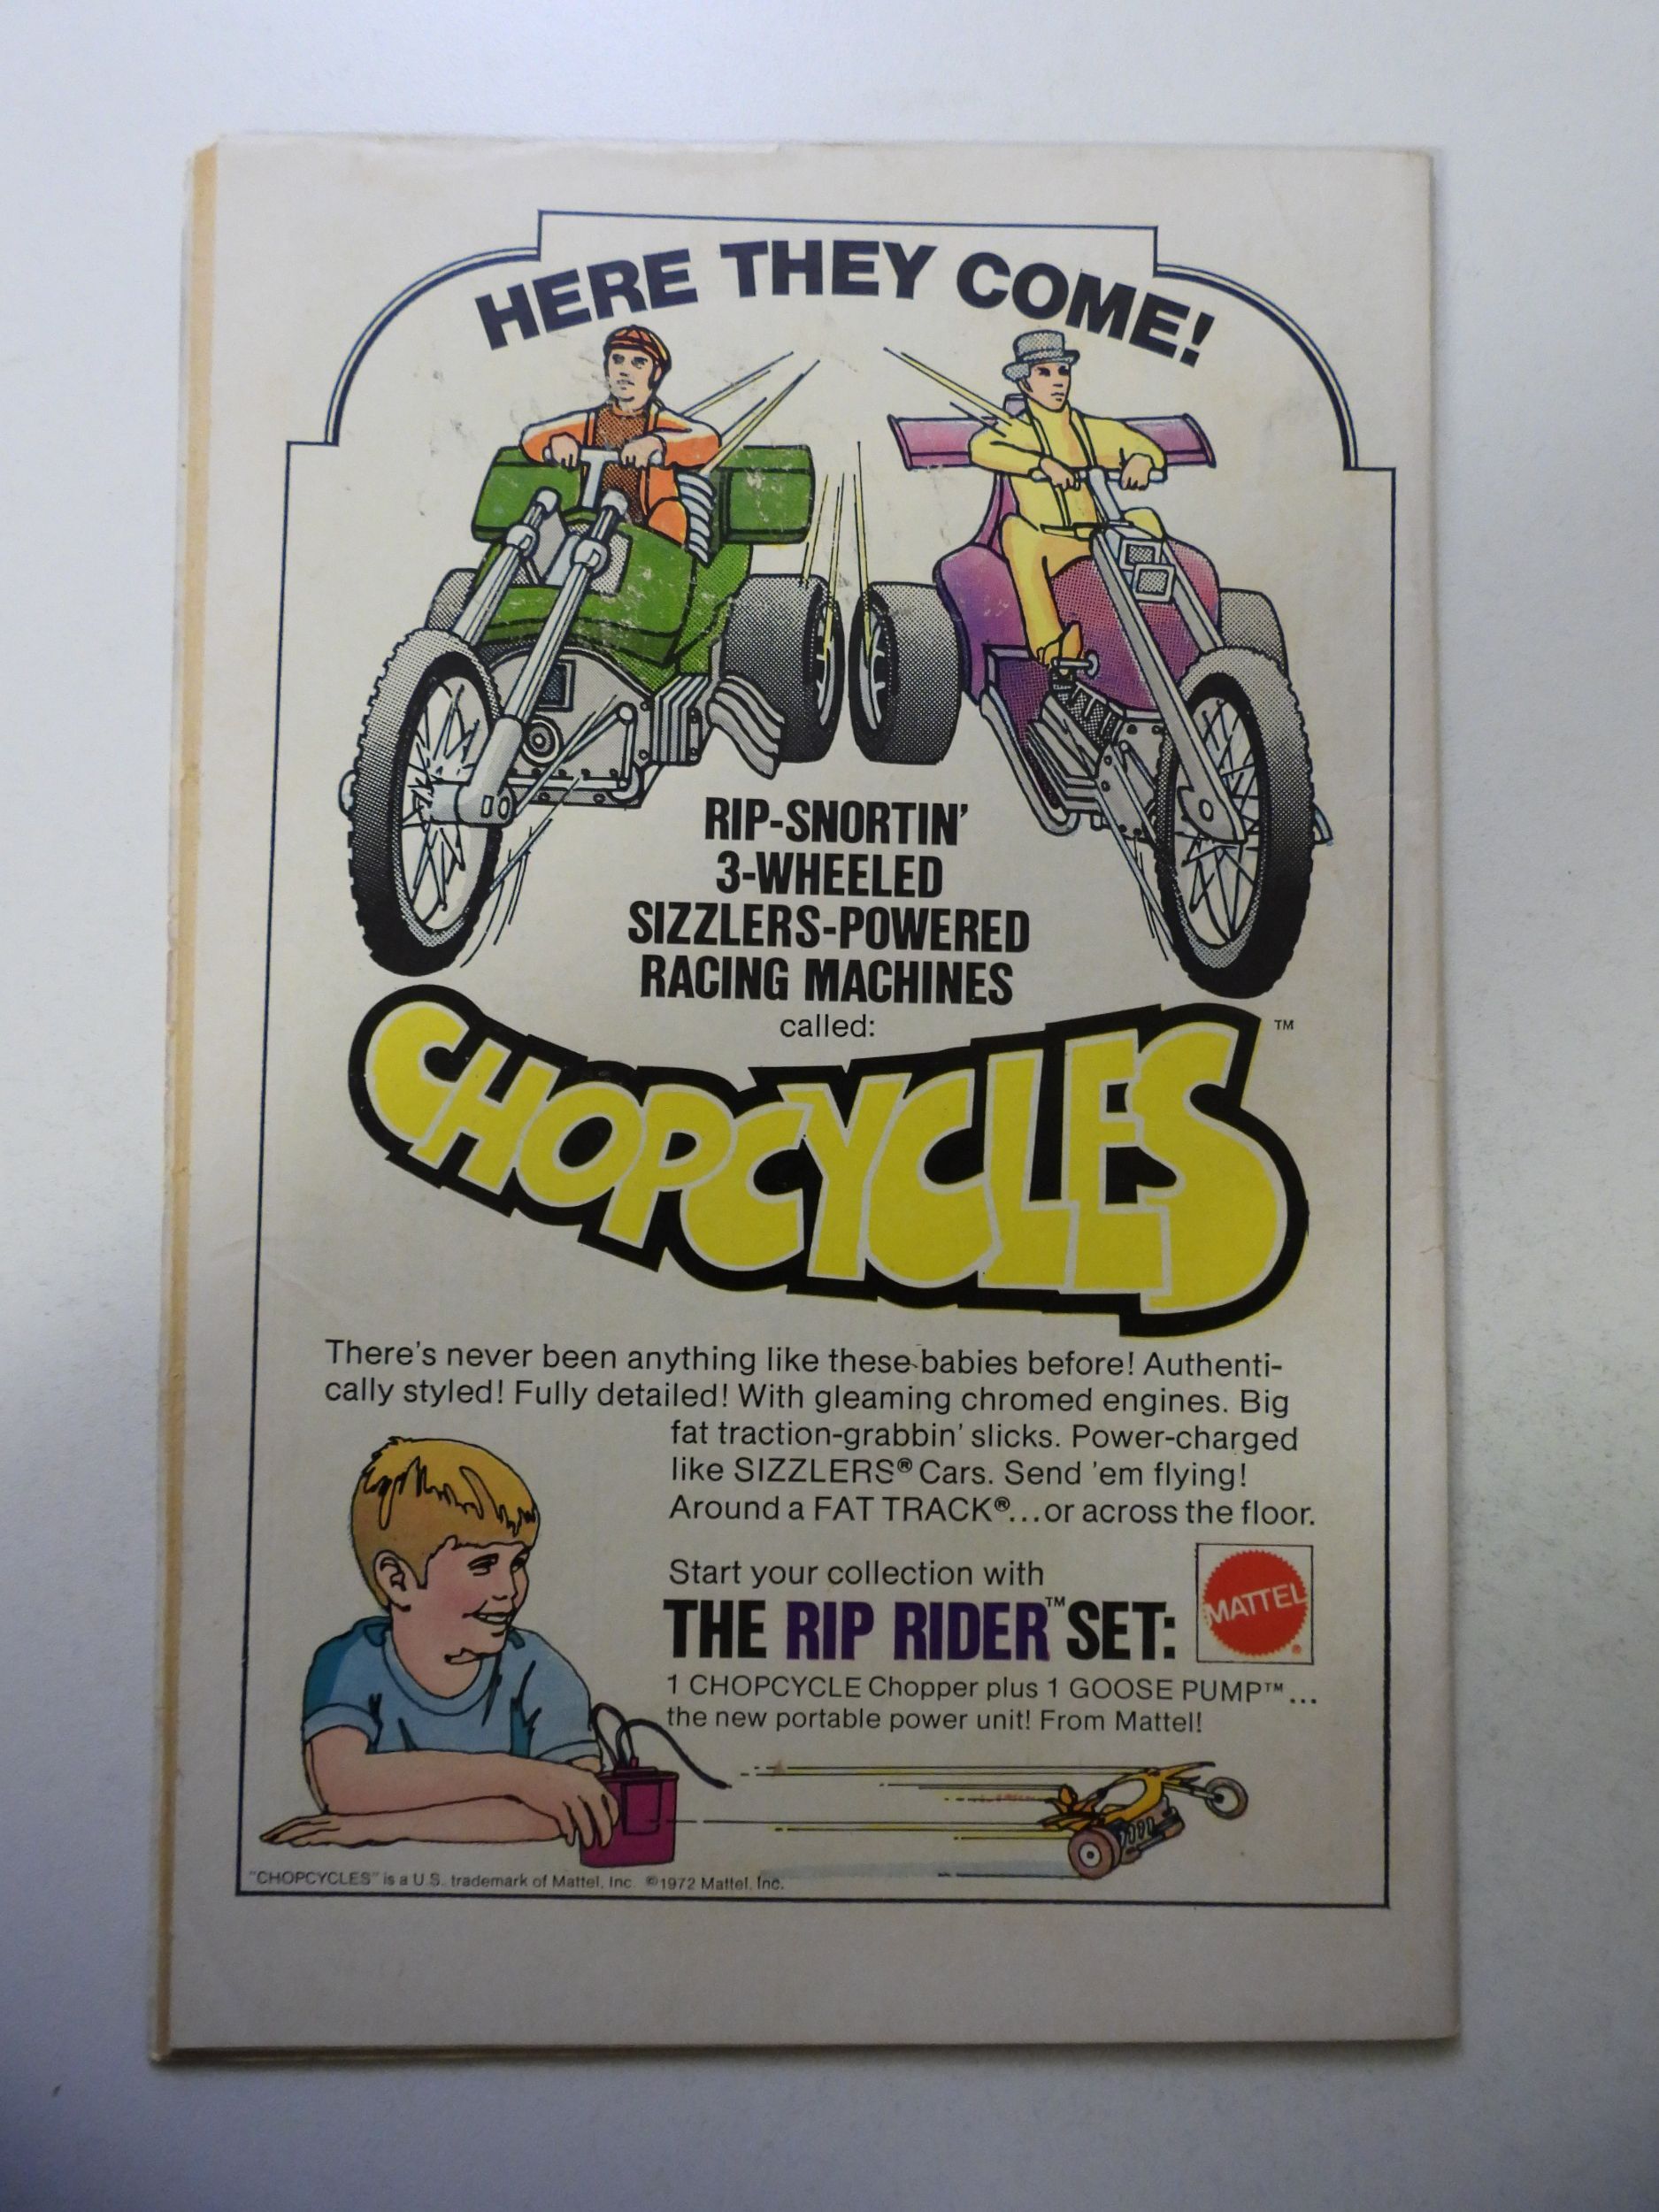 HERE THEY COME!
RIP-SNORTIN'
3-WHEELED
SIZZLERS-POWERED
RACING MACHINES
called:
CHOPCYCLES™
There's never been anything like these babies before! Authenti-
cally styled! Fully detailed! With gleaming chromed engines. Big
fat traction-grabbin' slicks. Power-charged
like SIZZLERS® Cars. Send 'em flying!
Around a FAT TRACK®...or across the floor.
Start your collection with
THE RIP RIDER™ SET:
MATTEL®
1 CHOPCYCLE Chopper plus 1 GOOSE PUMP™...
the new portable power unit! From Mattel!
"CHOPCYCLES" is a U.S. trademark of Mattel, Inc. ©1972 Mattel, Inc.